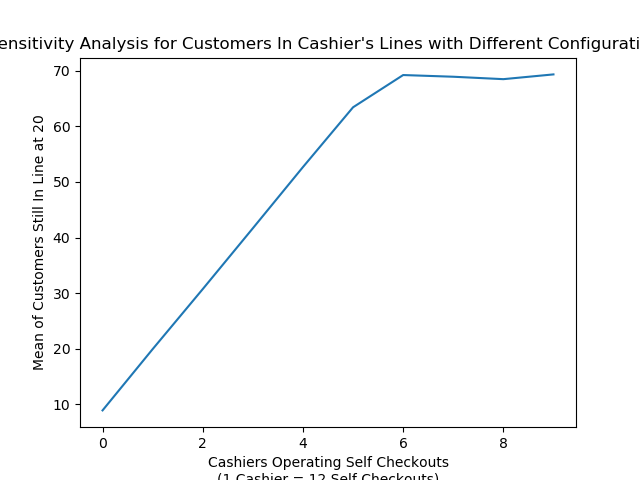 ensitivity Analysis for Customers In Cashier's Lines with Different Configurati
70
60
50
40
30
20
10
Mean of Customers Still In Line at 20
0 2 4 6 8
Cashiers Operating Self Checkouts
(1 Cashier = 12 Self Checkouts)